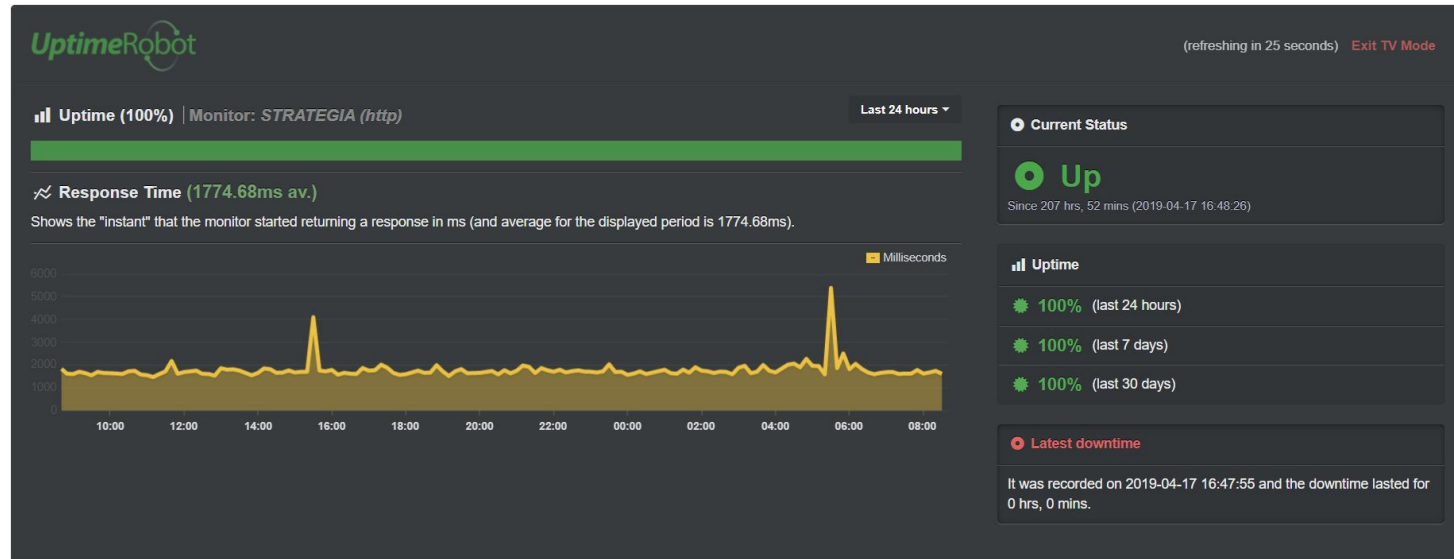 UptimeRobot
(refreshing in 25 seconds) Exit TV Mode
Uptime (100%) Monitor: STRATEGIA (http)
Last 24 hours
Response Time (1774.68ms av.)
Shows the "instant" that the monitor started returning a response in ms (and average for the displayed period is 1774.68ms).
Milliseconds
6000
5000
4000
3000
2000
1000
0
10:00 12:00 14:00 16:00 18:00 20:00 22:00 00:00 02:00 04:00 06:00 08:00
Current Status
Up
Since 207 hrs, 52 mins (2019-04-17 16:48:26)
Uptime
100% (last 24 hours)
100% (last 7 days)
100% (last 30 days)
Latest downtime
It was recorded on 2019-04-17 16:47:55 and the downtime lasted for
0 hrs, 0 mins.